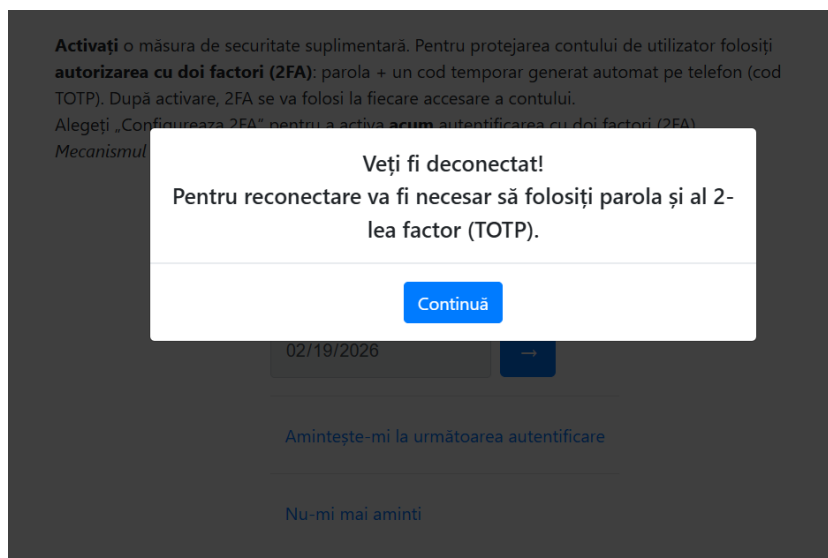 Activați o măsura de securitate suplimentară. Pentru protejarea contului de utilizator folosiți
autorizarea cu doi factori (2FA): parola + un cod temporar generat automat pe telefon (cod
TOTP). După activare, 2FA se va folosi la fiecare accesare a contului.
Alegeți „Configureaza 2FA” pentru a activa acum autentificarea cu doi factori (2FA)
Mecanismul
Veți fi deconectat!
Pentru reconectare va fi necesar să folosiți parola și al 2-
lea factor (TOTP).
Continuă
02/19/2026 →
Amintește-mi la următoarea autentificare
Nu-mi mai aminti